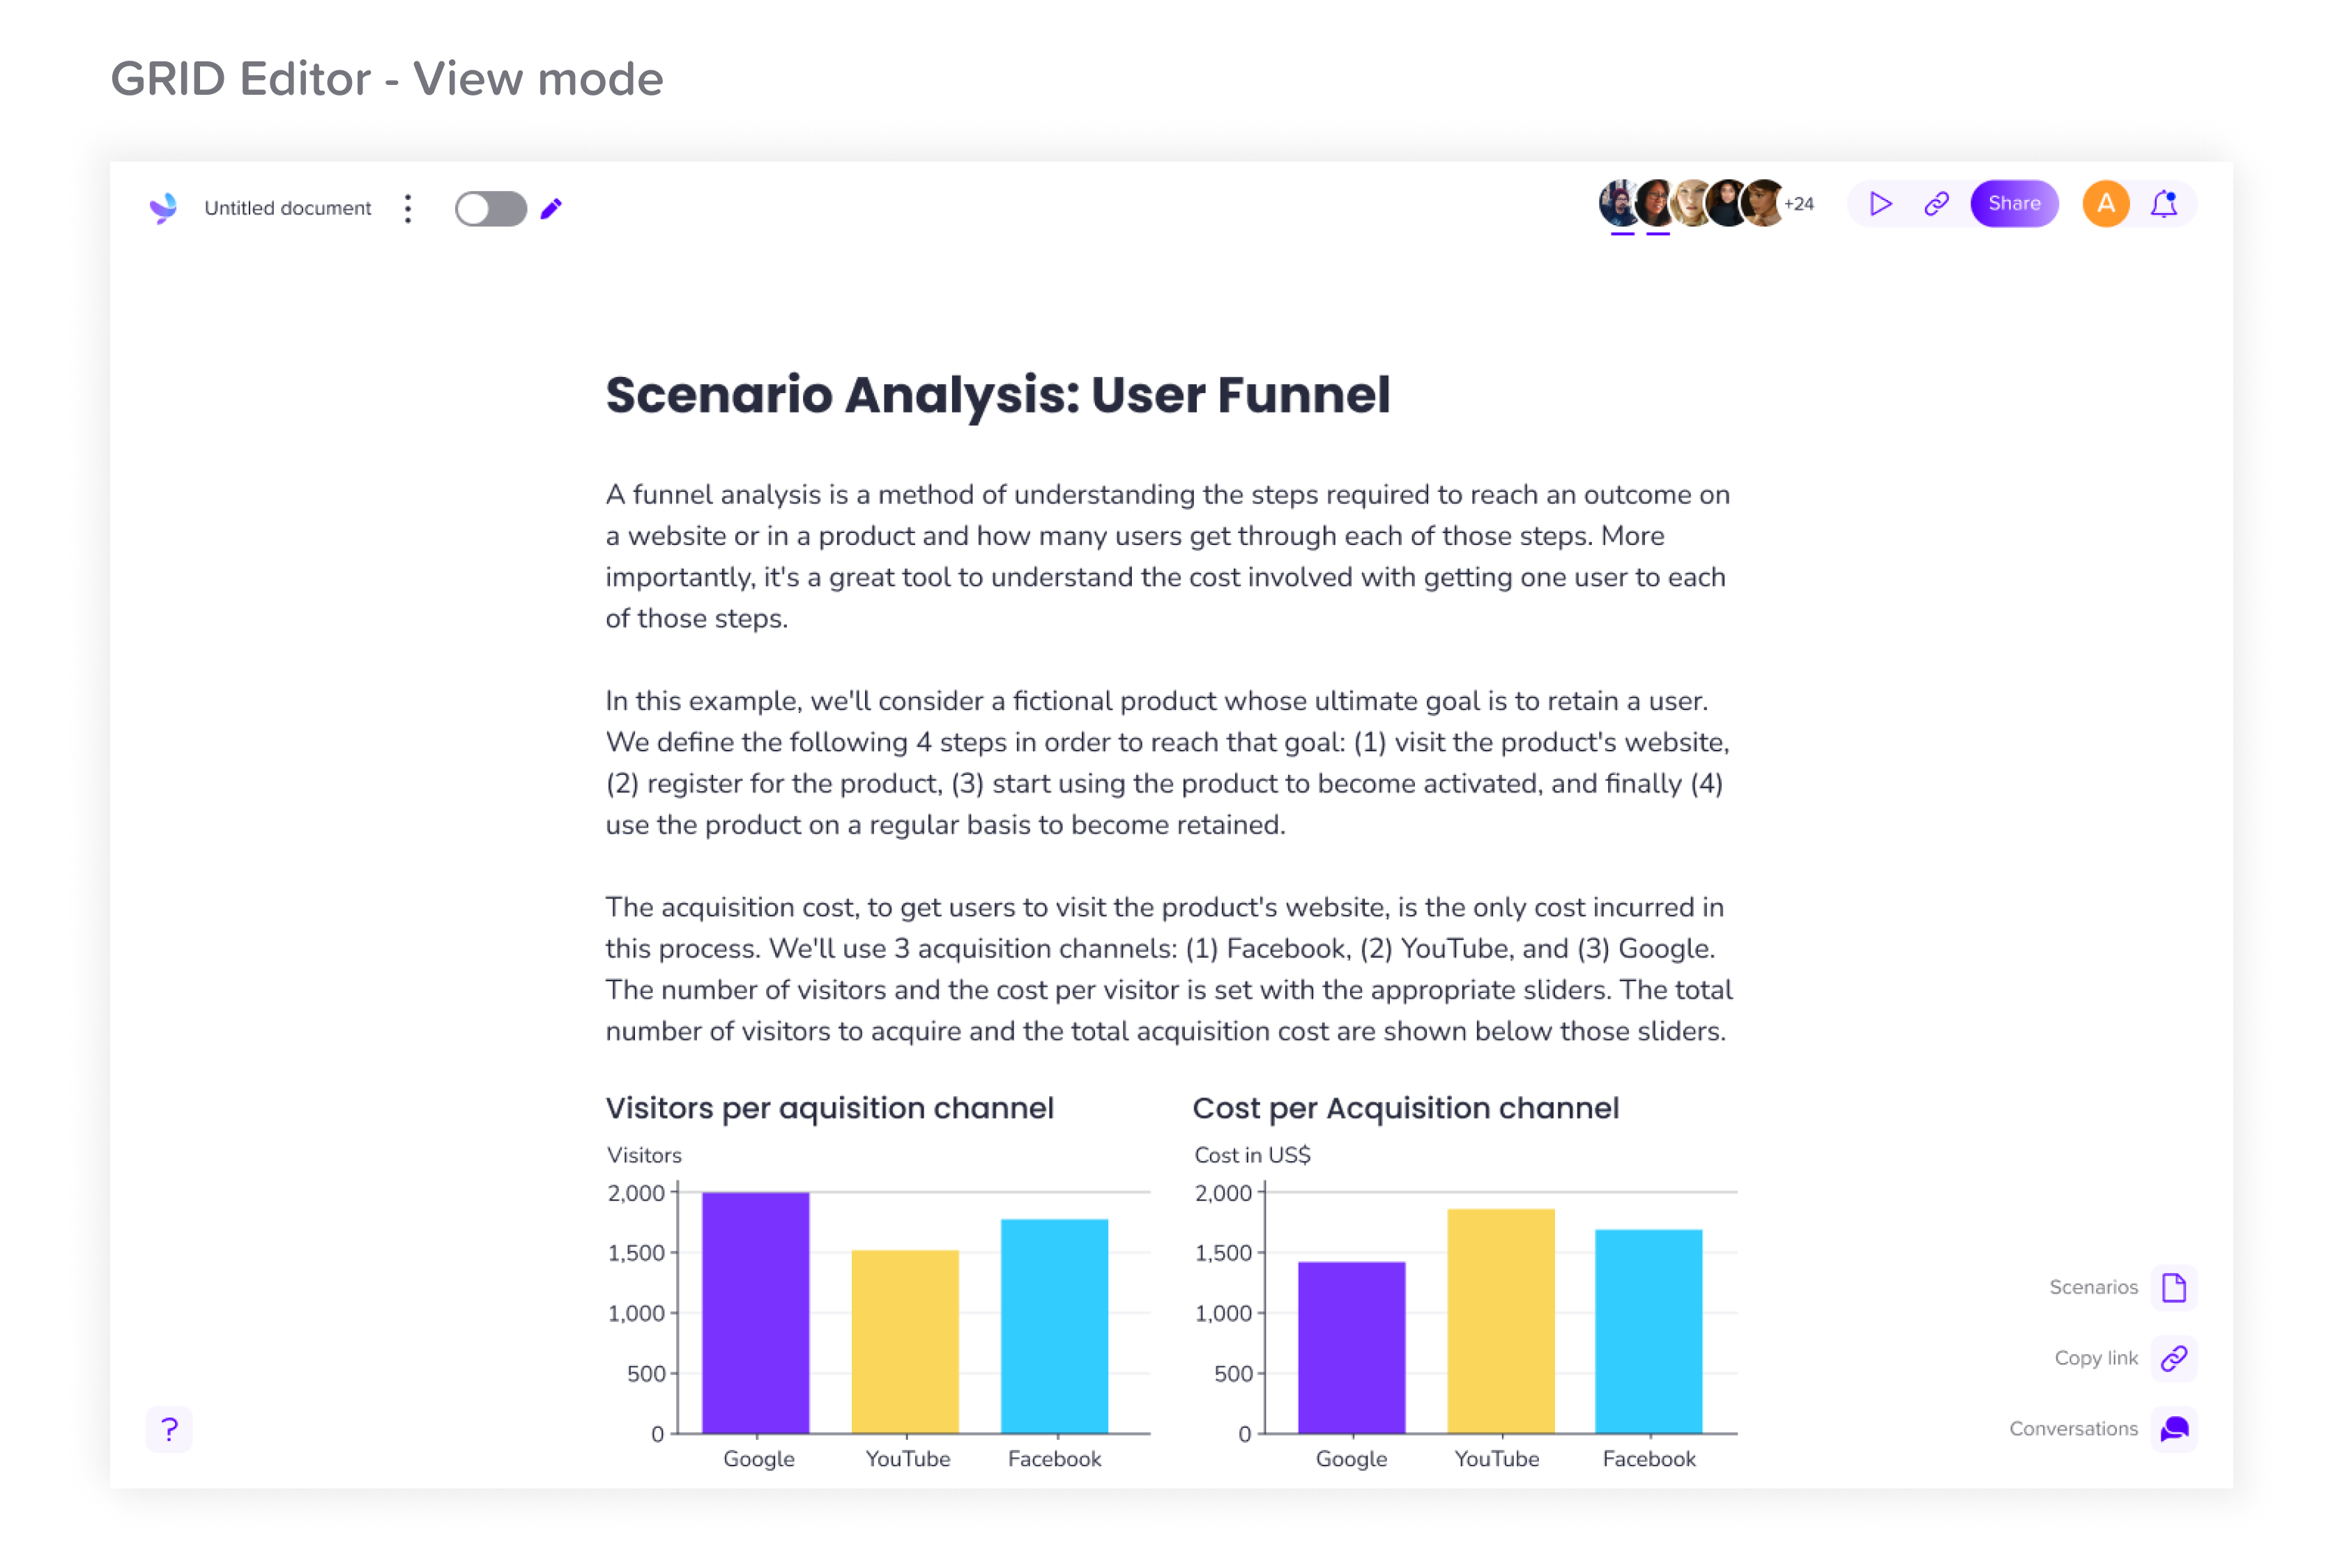 GRID Editor - View mode
Untitled document
+24
Share
A
Scenario Analysis: User Funnel
A funnel analysis is a method of understanding the steps required to reach an outcome on
a website or in a product and how many users get through each of those steps. More
importantly, it's a great tool to understand the cost involved with getting one user to each
of those steps.
In this example, we'll consider a fictional product whose ultimate goal is to retain a user.
We define the following 4 steps in order to reach that goal: (1) visit the product's website,
(2) register for the product, (3) start using the product to become activated, and finally (4)
use the product on a regular basis to become retained.
The acquisition cost, to get users to visit the product's website, is the only cost incurred in
this process. We'll use 3 acquisition channels: (1) Facebook, (2) YouTube, and (3) Google.
The number of visitors and the cost per visitor is set with the appropriate sliders. The total
number of visitors to acquire and the total acquisition cost are shown below those sliders.
Visitors per aquisition channel
Visitors
2,000
1,500
1,000
500
0
Google YouTube Facebook
Cost per Acquisition channel
Cost in US$
2,000
1,500
1,000
500
0
Google YouTube Facebook
Scenarios
Copy link
Conversations
?